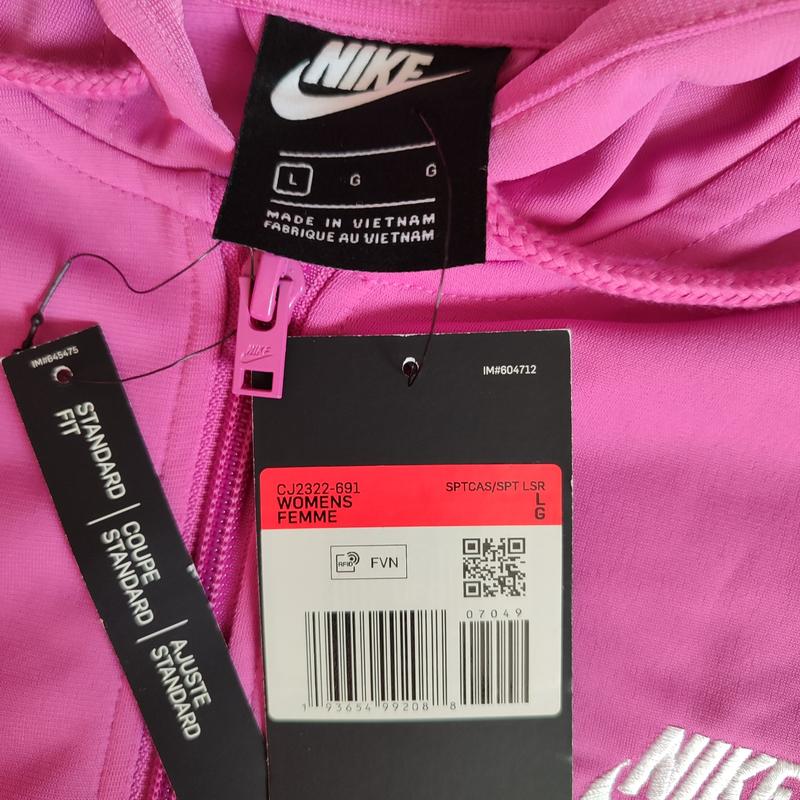 NIKE
L G G
MADE IN VIETNAM
FABRIQUE AU VIETNAM
NIKE
IM#645475
STANDARD FIT
COUPE STANDARD
AJUSTE STANDARD
IM#604712
CJ2322-691 SPTCAS/SPT LSR
WOMENS L
FEMME G
RFID FVN
07049
1 93654 99208 8
NIKE